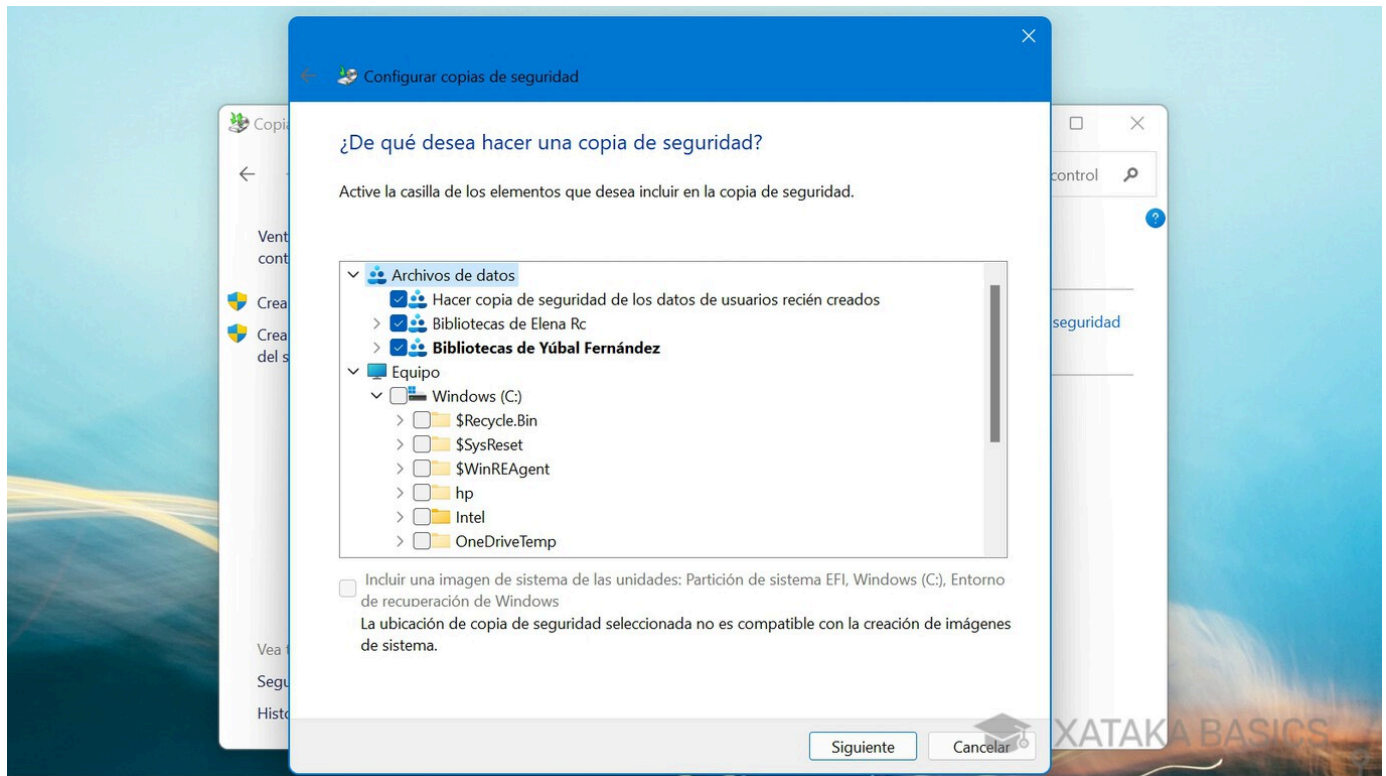 Configurar copias de seguridad
Copia
control
¿De qué desea hacer una copia de seguridad?
Active la casilla de los elementos que desea incluir en la copia de seguridad.
Vent
cont
Crea
Crea
del s
seguridad
Archivos de datos
Hacer copia de seguridad de los datos de usuarios recién creados
Bibliotecas de Elena Rc
Bibliotecas de Yúbal Fernández
Equipo
Windows (C:)
$Recycle.Bin
$SysReset
$WinREAgent
hp
Intel
OneDriveTemp
Incluir una imagen de sistema de las unidades: Partición de sistema EFI, Windows (C:), Entorno
de recuperación de Windows
La ubicación de copia de seguridad seleccionada no es compatible con la creación de imágenes
de sistema.
Vea t
Segu
Histo
Siguiente
Cancelar
XATAKA BASICS